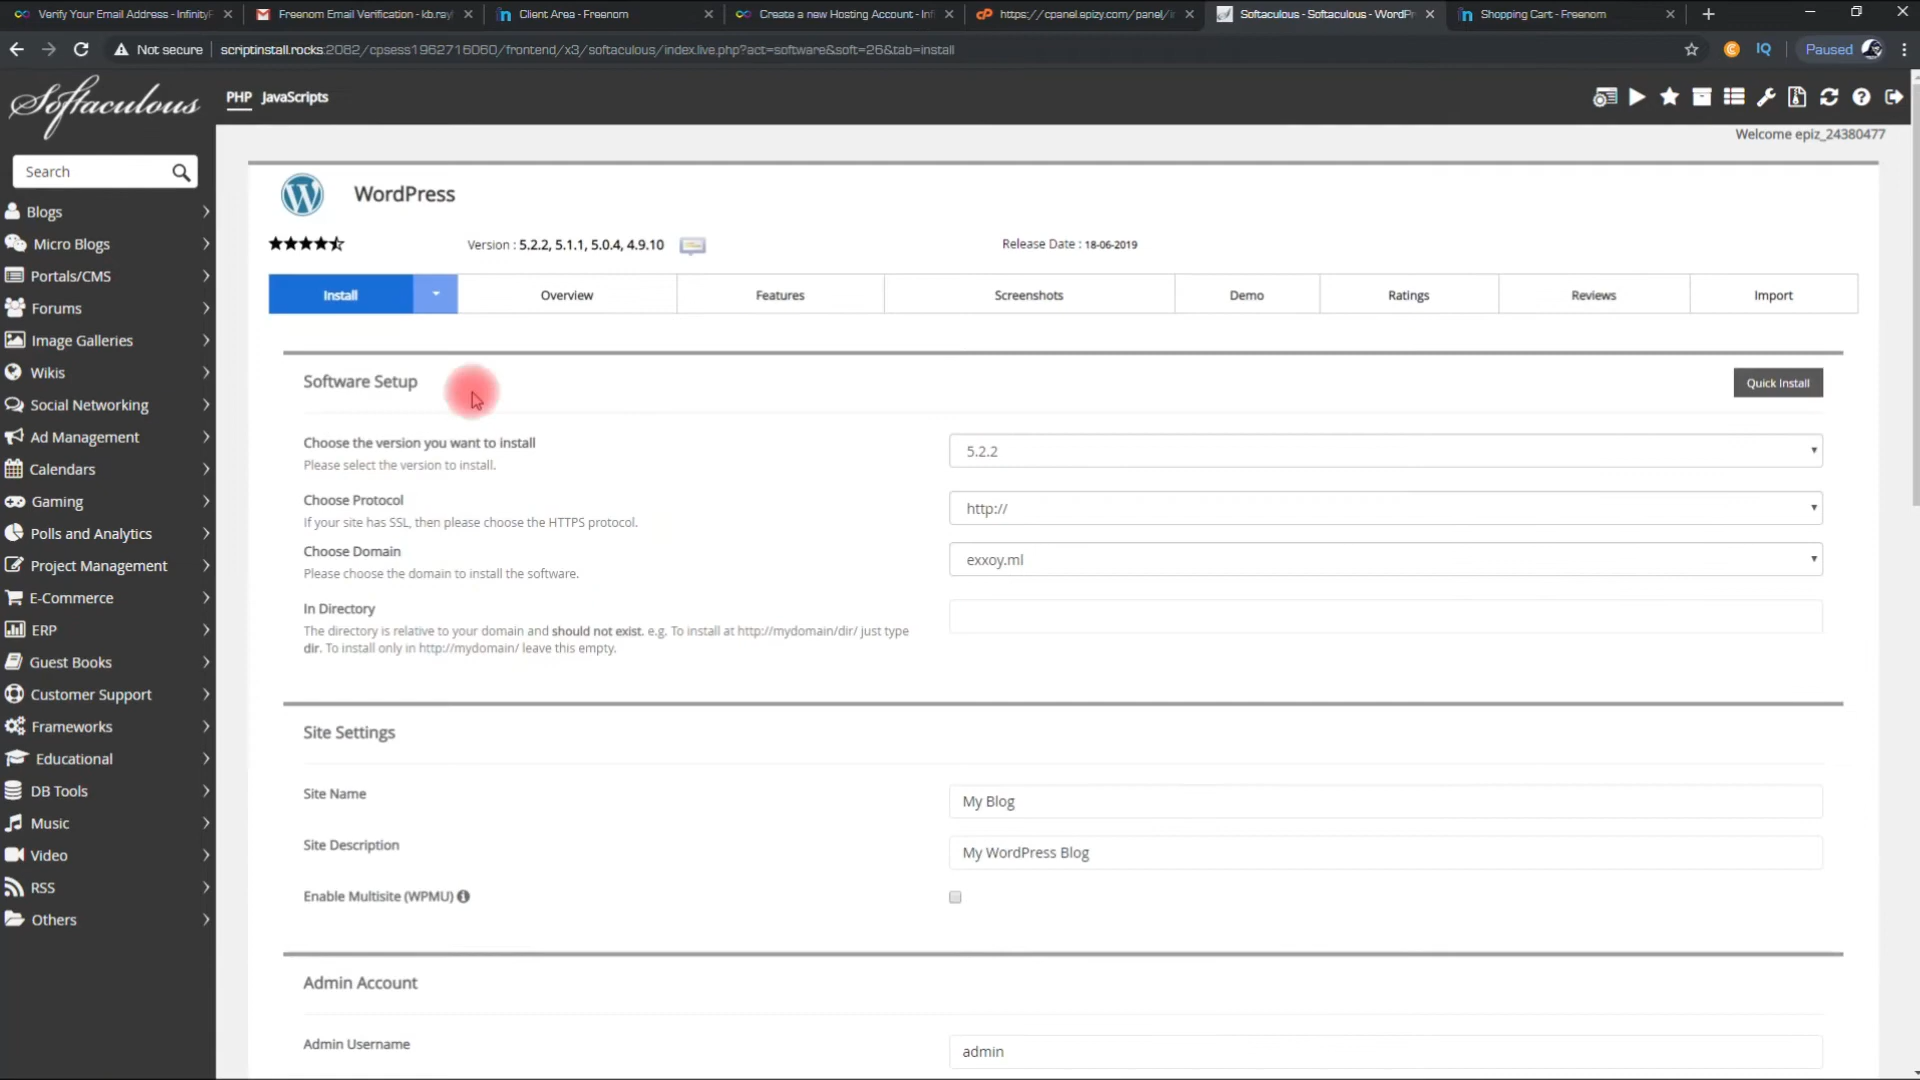 Verify Your Email Address - InfinityF
Freenom Email Verification - kb.rayl
Client Area - Freenom
Create a new Hosting Account - Inf
https://cpanel.epizy.com/panel/i
Softaculous - Softaculous - WordPr
Shopping Cart - Freenom
Not secure
scriptinstall.rocks:2082/cpsess1962716060/frontend/x3/softaculous/index.live.php?act=software&soft=26&tab=install
IQ
Paused
Softaculous
PHP
JavaScripts
Welcome epiz_24380477
Search
Blogs
Micro Blogs
Portals/CMS
Forums
Image Galleries
Wikis
Social Networking
Ad Management
Calendars
Gaming
Polls and Analytics
Project Management
E-Commerce
ERP
Guest Books
Customer Support
Frameworks
Educational
DB Tools
Music
Video
RSS
Others
WordPress
Version : 5.2.2, 5.1.1, 5.0.4, 4.9.10
Release Date : 18-06-2019
Install
Overview
Features
Screenshots
Demo
Ratings
Reviews
Import
Software Setup
Quick Install
Choose the version you want to install
Please select the version to install.
5.2.2
Choose Protocol
If your site has SSL, then please choose the HTTPS protocol.
http://
Choose Domain
Please choose the domain to install the software.
exxoy.ml
In Directory
The directory is relative to your domain and should not exist. e.g. To install at http://mydomain/dir/ just type
dir. To install only in http://mydomain/ leave this empty.
Site Settings
Site Name
My Blog
Site Description
My WordPress Blog
Enable Multisite (WPMU)
Admin Account
Admin Username
admin